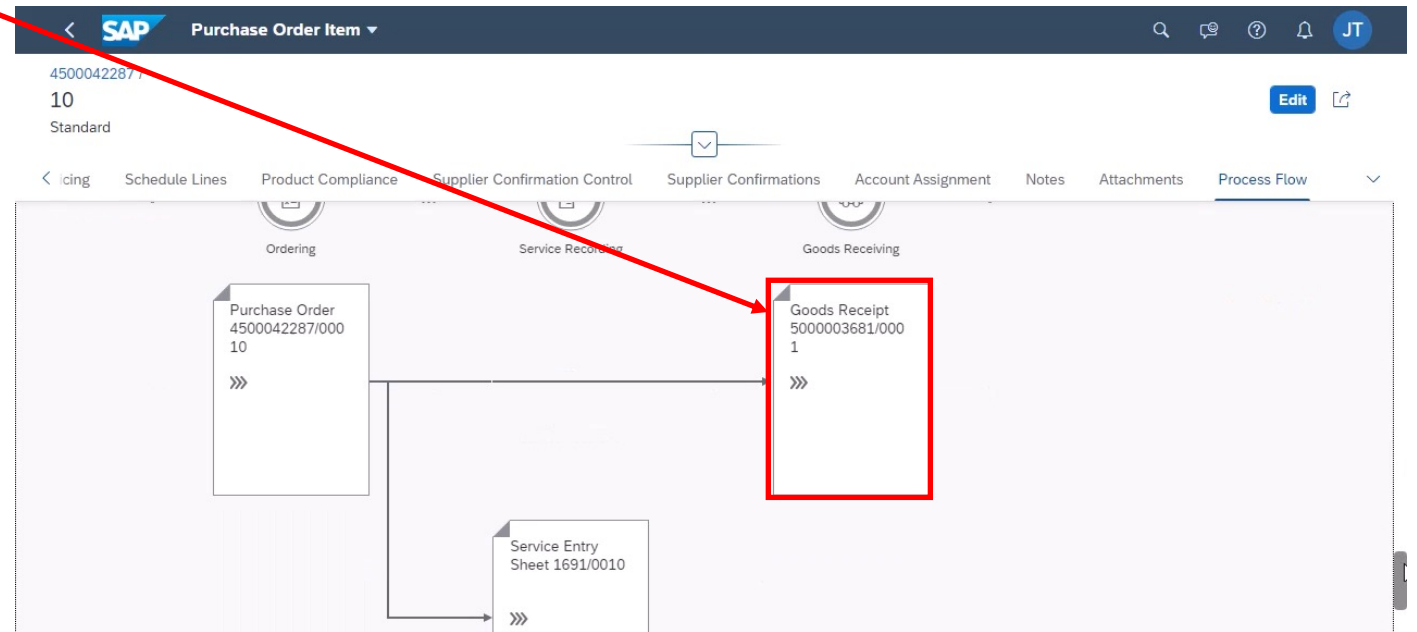 SAP Purchase Order Item
JT
4500042287 /
10
Edit
Standard
icing Schedule Lines Product Compliance Supplier Confirmation Control Supplier Confirmations Account Assignment Notes Attachments Process Flow
Ordering Service Recording Goods Receiving
Purchase Order
4500042287/000
10
Goods Receipt
5000003681/000
1
Service Entry
Sheet 1691/0010